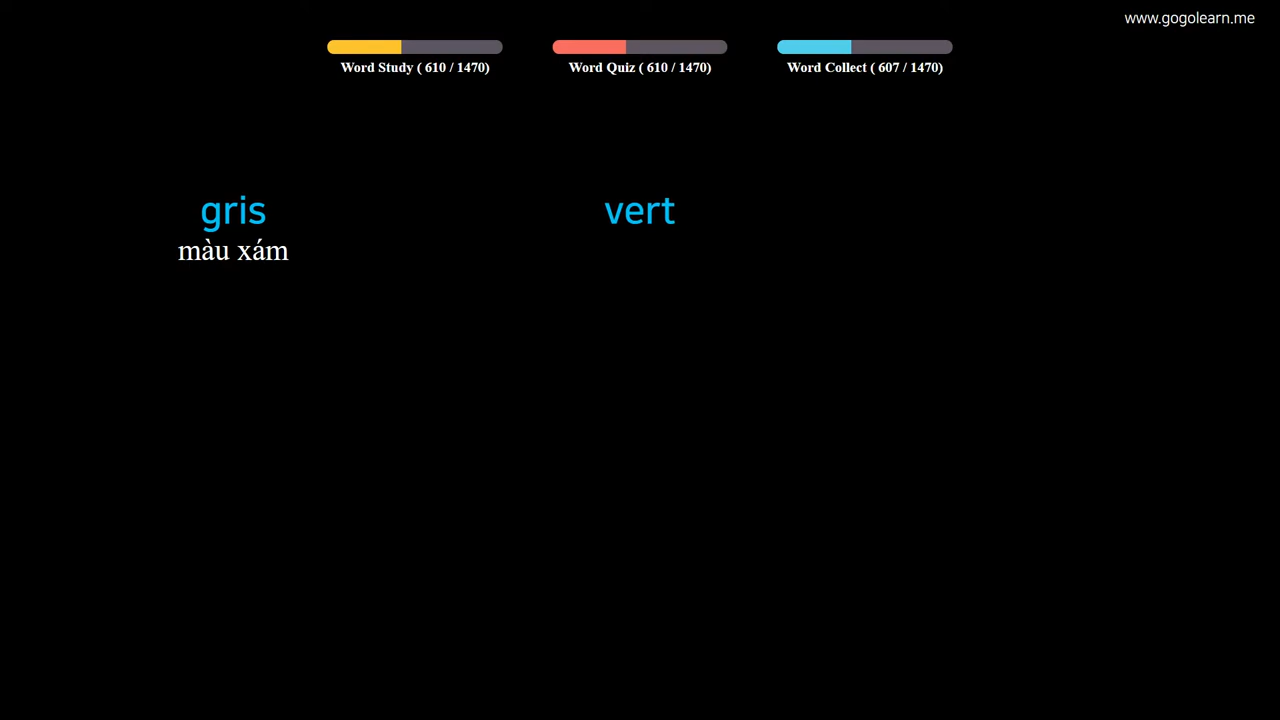 www.gogolearn.me
Word Study ( 610 / 1470)
Word Quiz ( 610 / 1470)
Word Collect ( 607 / 1470)
gris
màu xám
vert